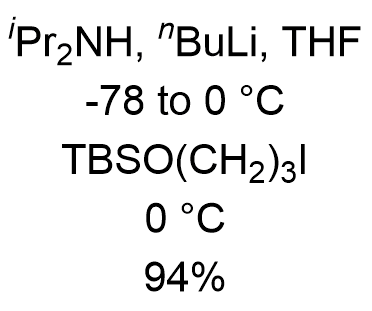 ⁱPr₂NH, ⁿBuLi, THF
-78 to 0 °C
TBSO(CH₂)₃I
0 °C
94%